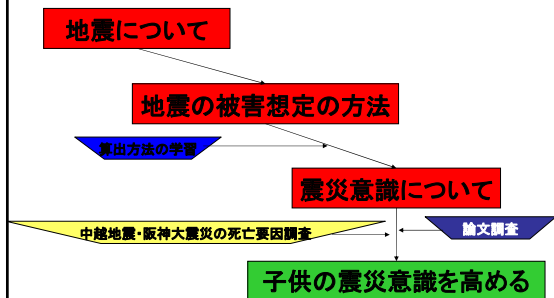 地震について
地震の被害想定の方法
算出方法の学習
震災意識について
中越地震・阪神大震災の死亡要因調査
論文調査
子供の震災意識を高める